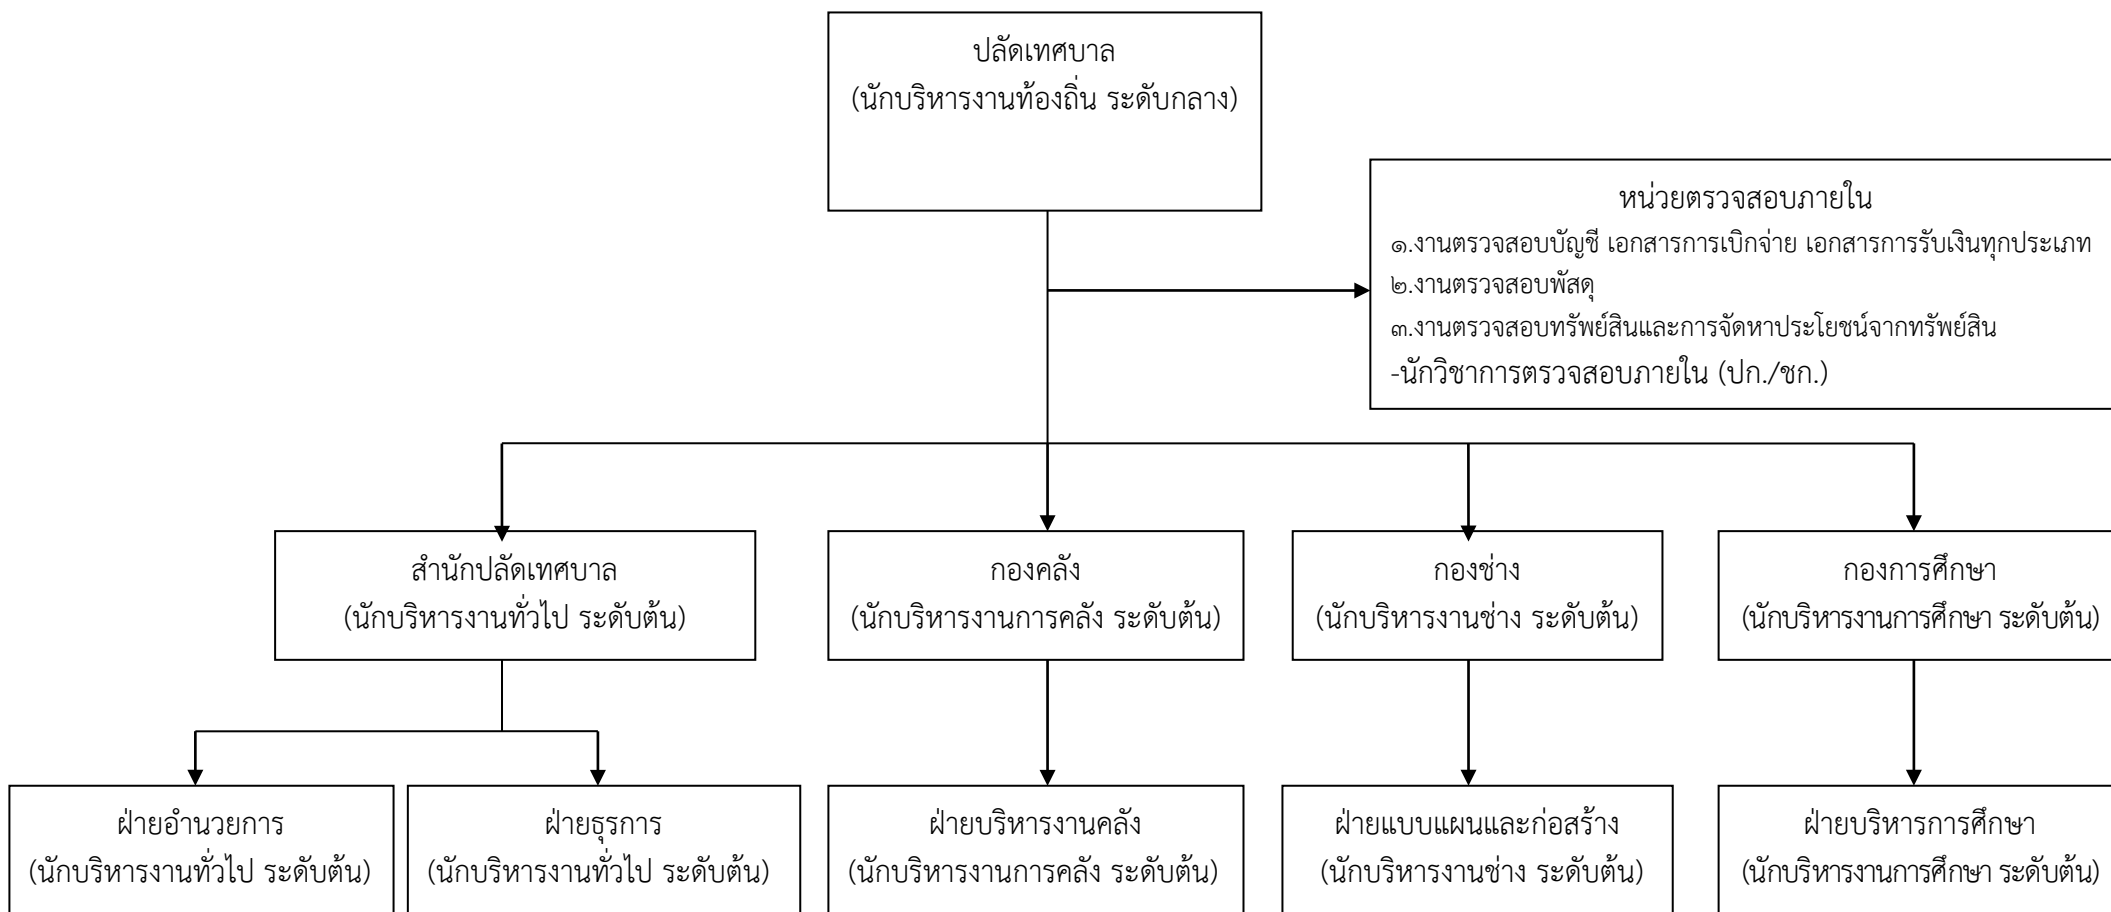 ปลัดเทศบาล
(นักบริหารงานท้องถิ่น ระดับกลาง)
หน่วยตรวจสอบภายใน
๑.งานตรวจสอบบัญชี เอกสารการเบิกจ่าย เอกสารการรับเงินทุกประเภท
๒.งานตรวจสอบพัสดุ
๓.งานตรวจสอบทรัพย์สินและการจัดหาประโยชน์จากทรัพย์สิน
-นักวิชาการตรวจสอบภายใน (ปก./ชก.)
สำนักปลัดเทศบาล
(นักบริหารงานทั่วไป ระดับต้น)
กองคลัง
(นักบริหารงานการคลัง ระดับต้น)
กองช่าง
(นักบริหารงานช่าง ระดับต้น)
กองการศึกษา
(นักบริหารงานการศึกษา ระดับต้น)
ฝ่ายอำนวยการ
(นักบริหารงานทั่วไป ระดับต้น)
ฝ่ายธุรการ
(นักบริหารงานทั่วไป ระดับต้น)
ฝ่ายบริหารงานคลัง
(นักบริหารงานการคลัง ระดับต้น)
ฝ่ายแบบแผนและก่อสร้าง
(นักบริหารงานช่าง ระดับต้น)
ฝ่ายบริหารการศึกษา
(นักบริหารงานการศึกษา ระดับต้น)